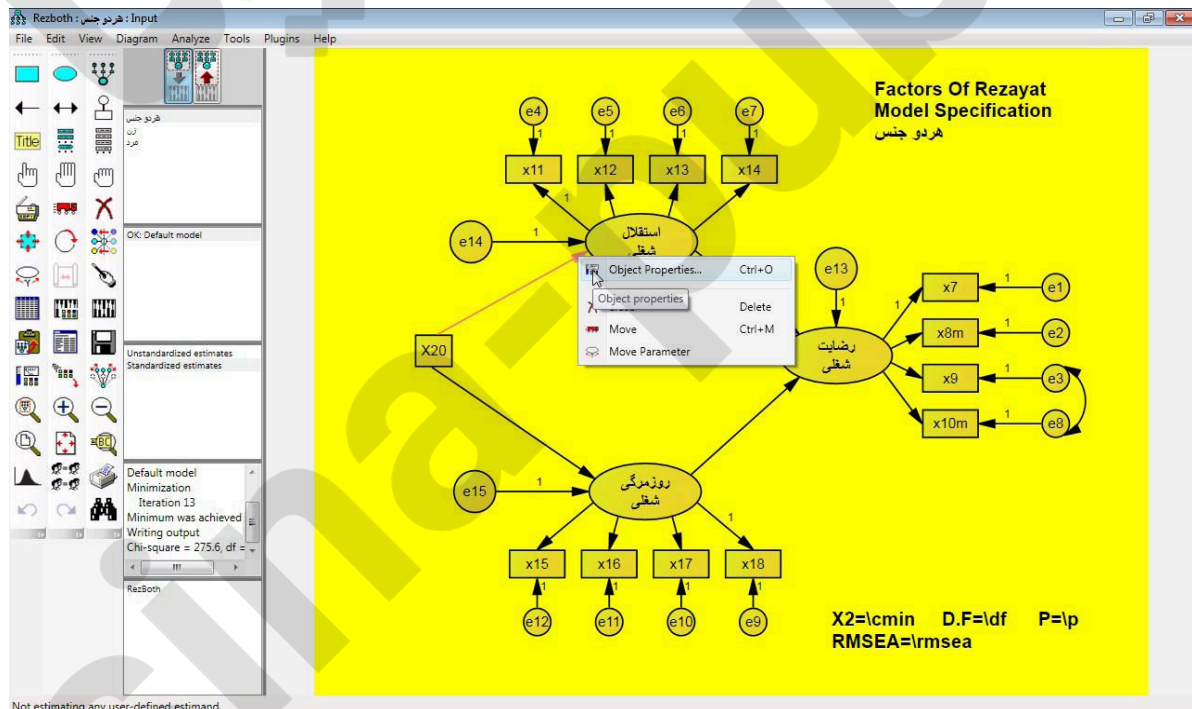 Rezboth : هردو جنس : Input
File Edit View Diagram Analyze Tools Plugins Help
Title
هردو جنس
زن
مرد
OK: Default model
Unstandardized estimates
Standardized estimates
Default model
Minimization
Iteration 13
Minimum was achieved
Writing output
Chi-square = 275.6, df =
RezBoth
Not estimating any user-defined estimand.
Factors Of Rezayat
Model Specification
هردو جنس
e4 e5 e6 e7
1 1 1 1
x11 x12 x13 x14
1
e14 1
استقلال
شغلی
Object Properties... Ctrl+O
Object properties
Delete
Move Ctrl+M
Move Parameter
e13
1
رضایت
شغلی
1
x7 1 e1
x8m 1 e2
x9 1 e3
x10m 1 e8
X20
e15 1
روزمرگی
شغلی
1
x15 x16 x17 x18
1 1 1 1
e12 e11 e10 e9
X2=\cmin D.F=\df P=\p
RMSEA=\rmsea